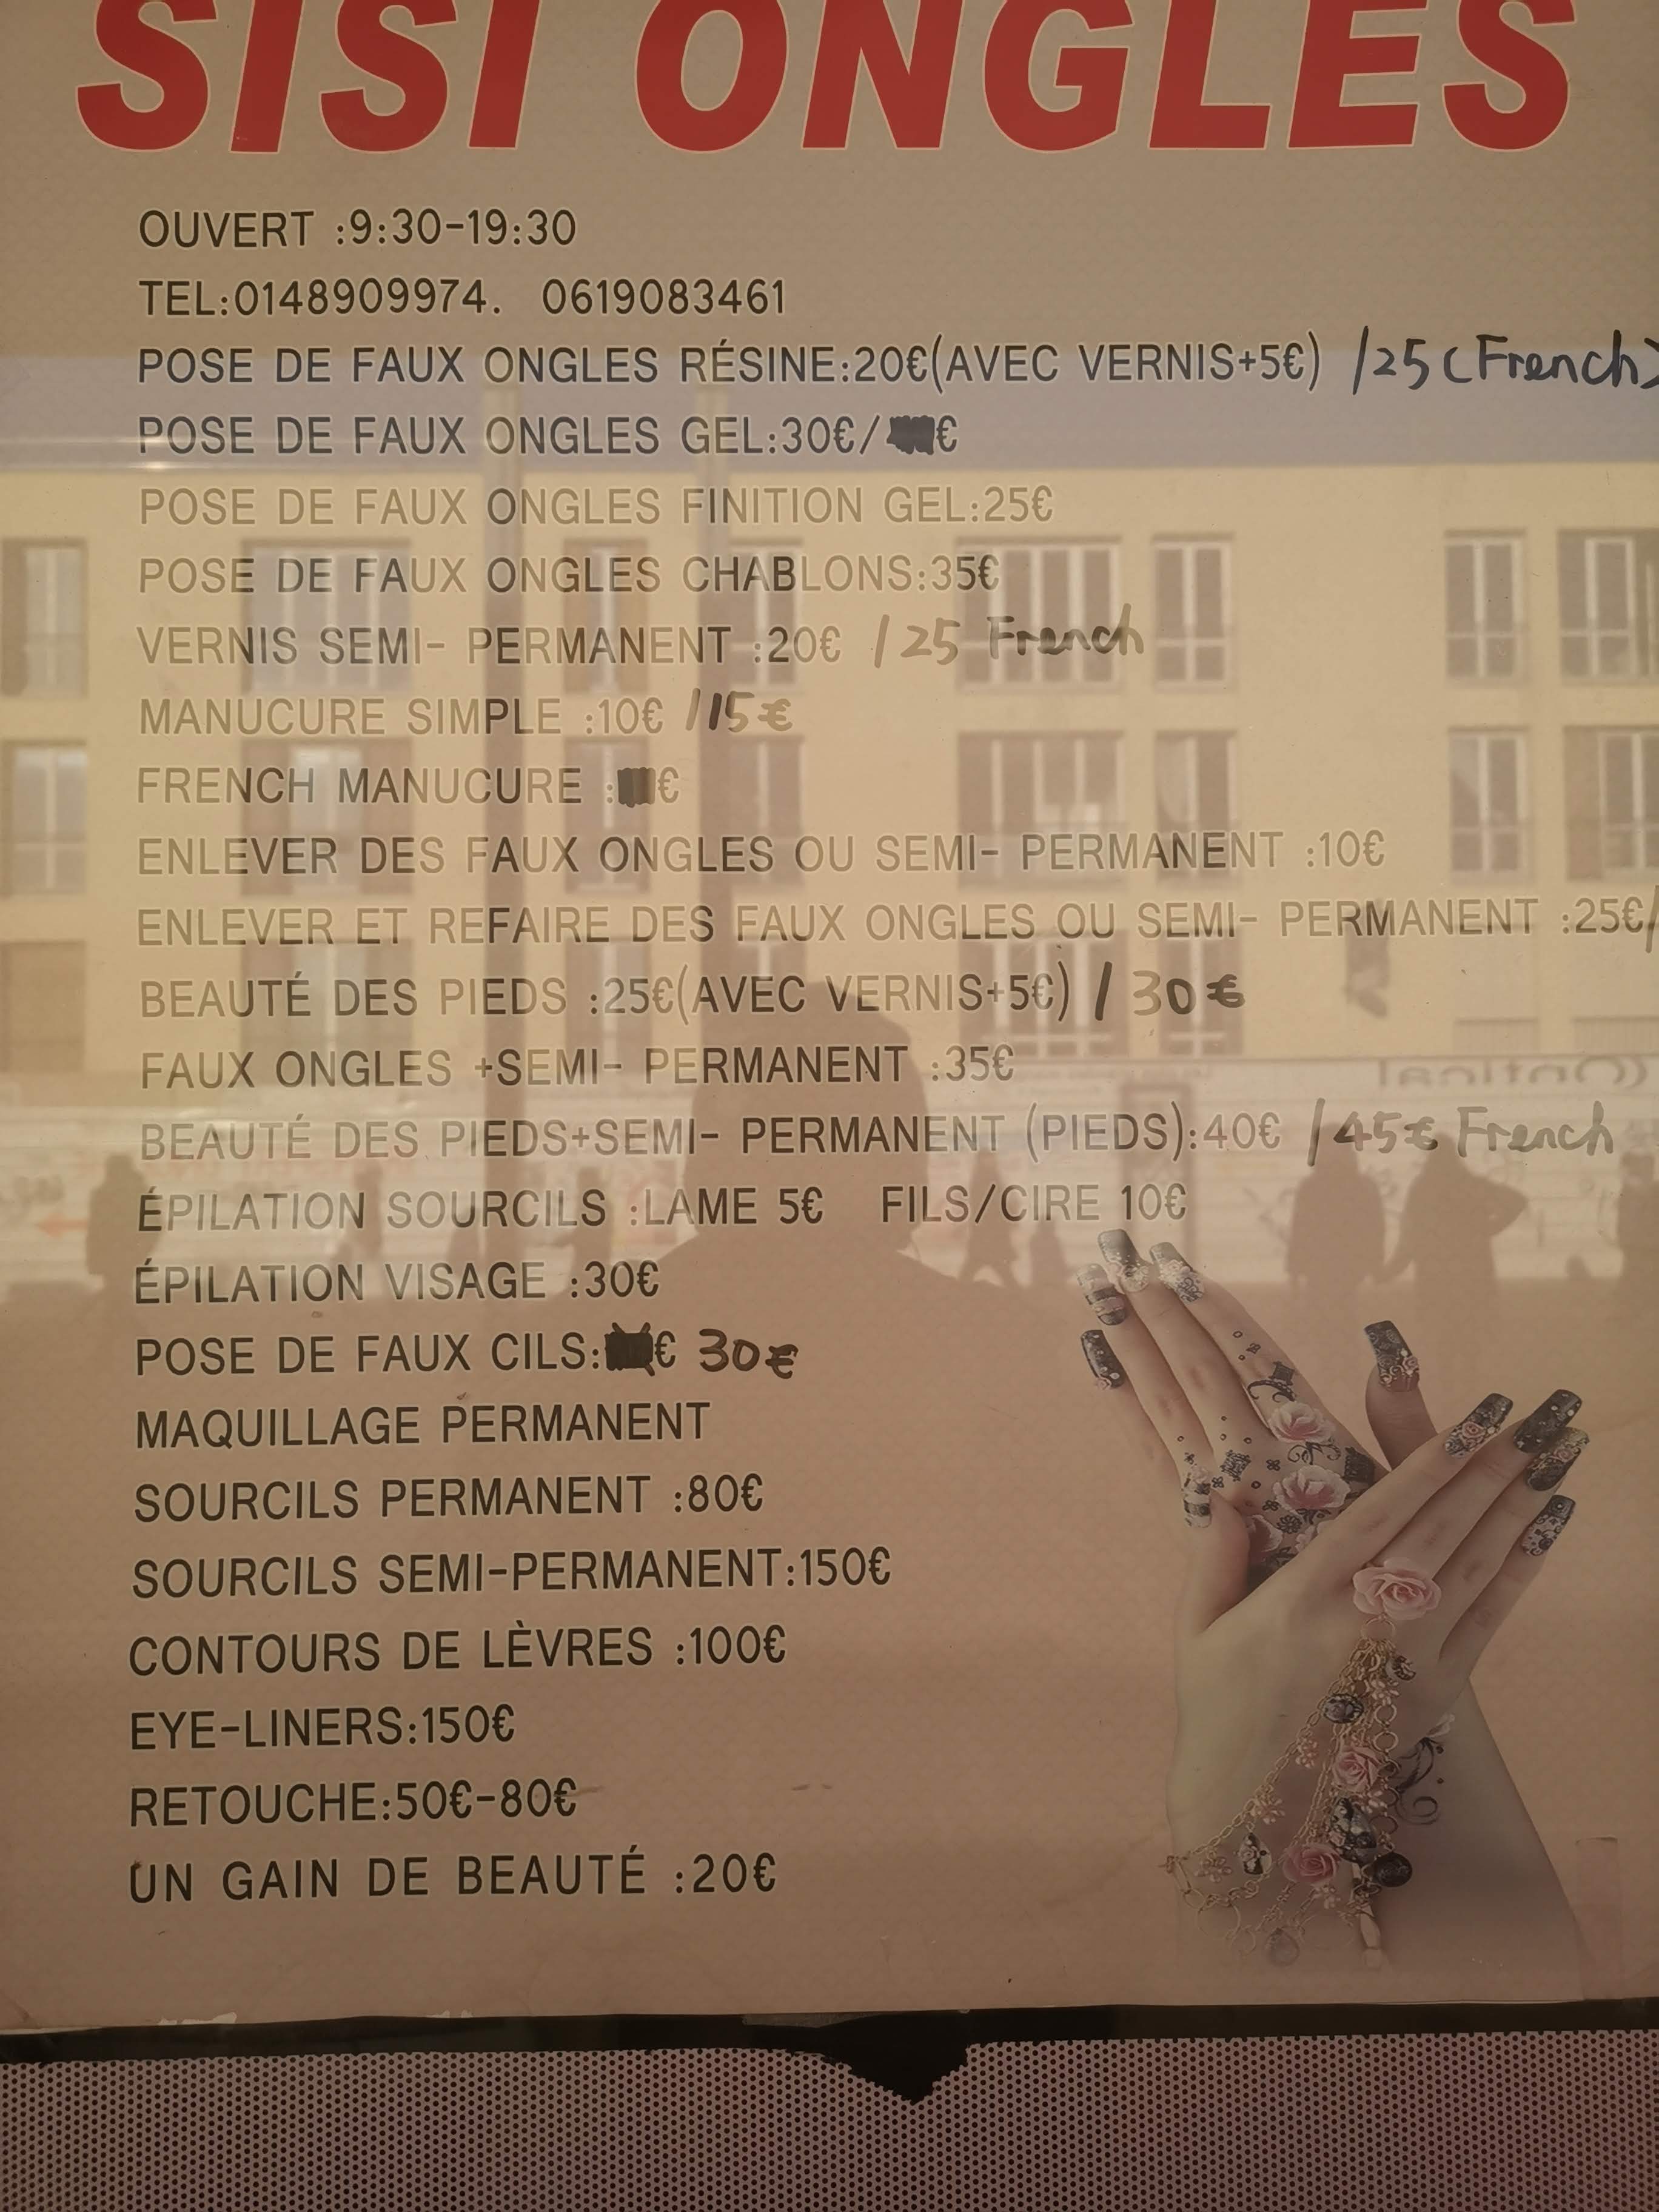 SISI ONGLES
OUVERT :9:30-19:30
TEL:0148909974. 0619083461
POSE DE FAUX ONGLES RÉSINE:20€(AVEC VERNIS+5€) /25 (French)
POSE DE FAUX ONGLES GEL:30€/ €
POSE DE FAUX ONGLES FINITION GEL:25€
POSE DE FAUX ONGLES CHABLONS:35€
VERNIS SEMI- PERMANENT :20€ /25 French
MANUCURE SIMPLE :10€ /15€
FRENCH MANUCURE : €
ENLEVER DES FAUX ONGLES OU SEMI- PERMANENT :10€
ENLEVER ET REFAIRE DES FAUX ONGLES OU SEMI- PERMANENT :25€/
BEAUTÉ DES PIEDS :25€(AVEC VERNIS+5€) / 30€
FAUX ONGLES +SEMI- PERMANENT :35€
BEAUTÉ DES PIEDS+SEMI- PERMANENT (PIEDS):40€ /45€ French
ÉPILATION SOURCILS :LAME 5€ FILS/CIRE 10€
ÉPILATION VISAGE :30€
POSE DE FAUX CILS: € 30€
MAQUILLAGE PERMANENT
SOURCILS PERMANENT :80€
SOURCILS SEMI-PERMANENT:150€
CONTOURS DE LÈVRES :100€
EYE-LINERS:150€
RETOUCHE:50€-80€
UN GAIN DE BEAUTÉ :20€